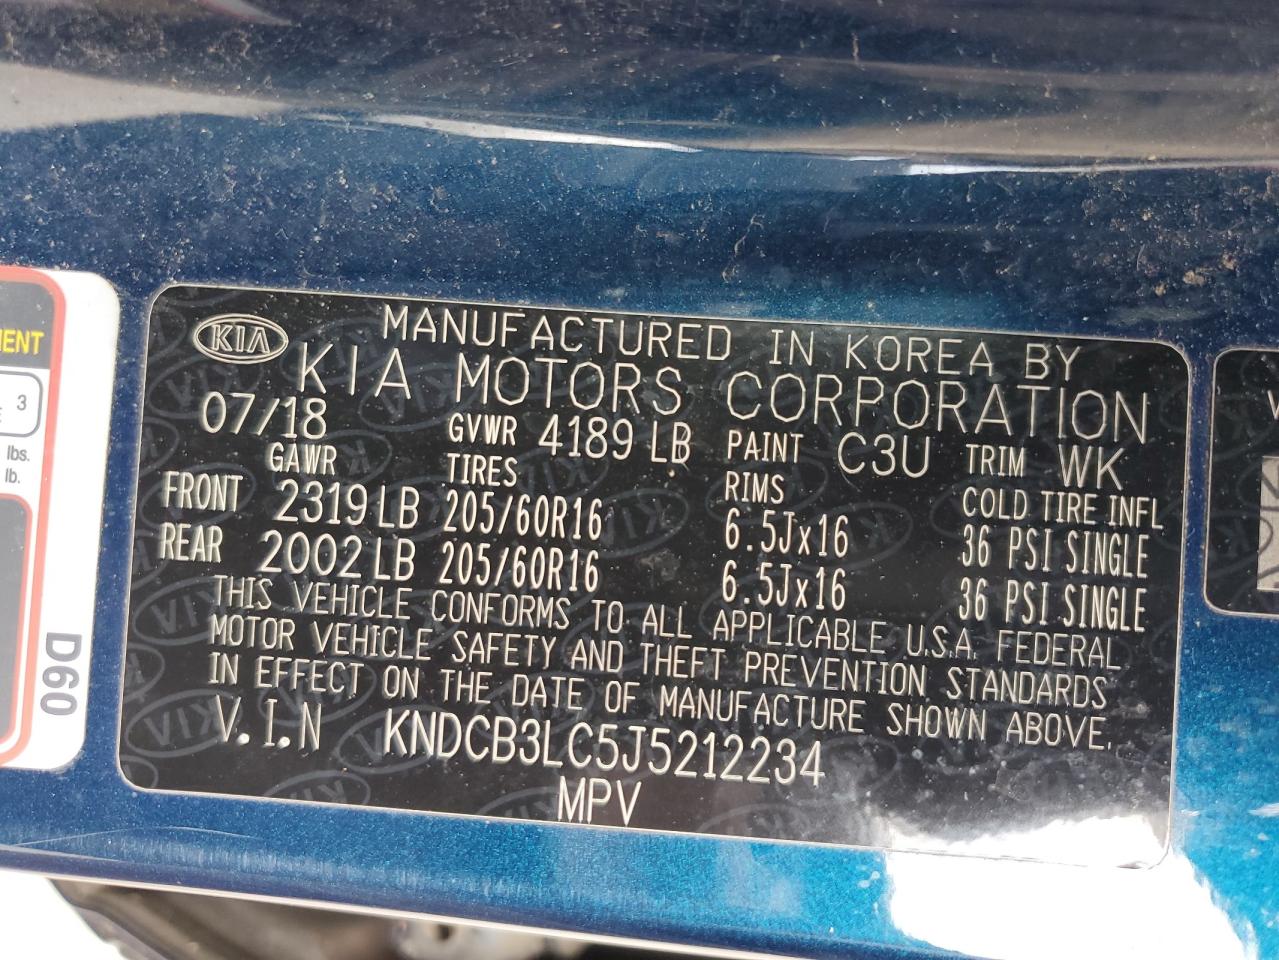 MENT
3
lbs.
lb.
D60
KIA
MANUFACTURED IN KOREA BY
KIA MOTORS CORPORATION
07/18 GVWR 4189 LB PAINT C3U TRIM WK
GAWR TIRES RIMS COLD TIRE INFL
FRONT 2319 LB 205/60R16 6.5Jx16 36 PSI SINGLE
REAR 2002 LB 205/60R16 6.5Jx16 36 PSI SINGLE
THIS VEHICLE CONFORMS TO ALL APPLICABLE U.S.A. FEDERAL
MOTOR VEHICLE SAFETY AND THEFT PREVENTION STANDARDS
IN EFFECT ON THE DATE OF MANUFACTURE SHOWN ABOVE.
V.I.N KNDCB3LC5J5212234
MPV